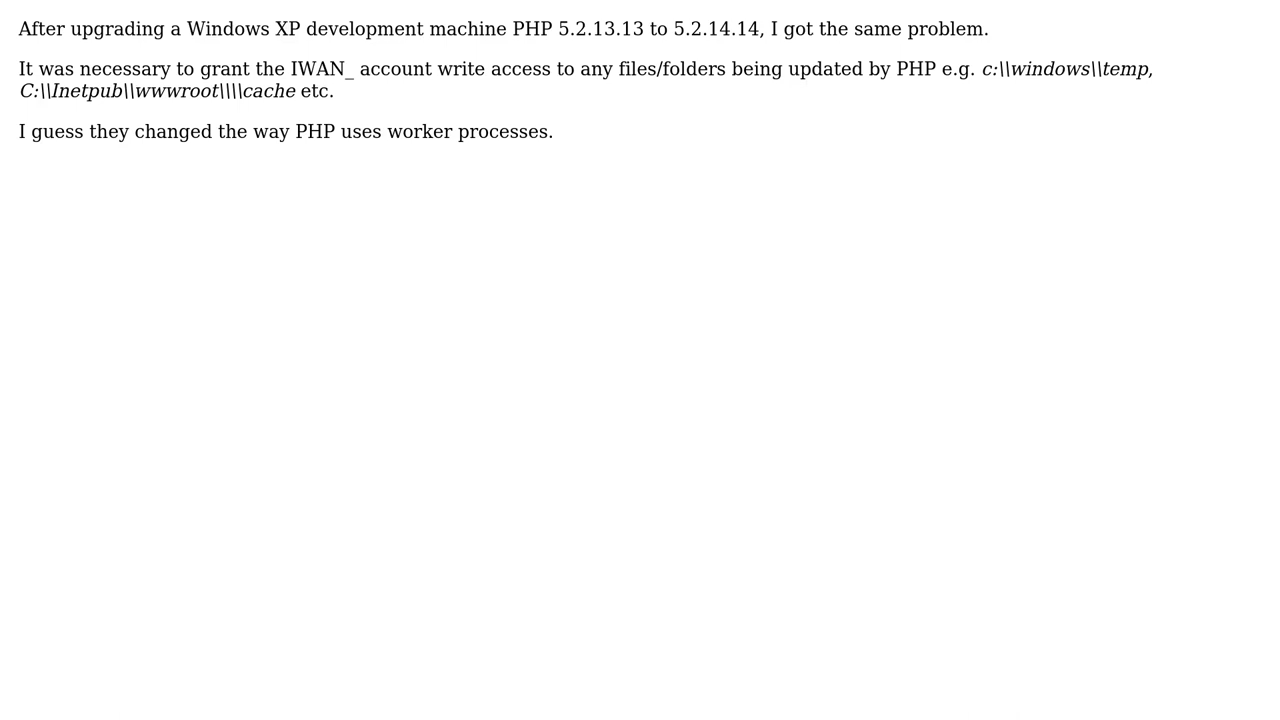 After upgrading a Windows XP development machine PHP 5.2.13.13 to 5.2.14.14, I got the same problem.
It was necessary to grant the IWAN_ account write access to any files/folders being updated by PHP e.g. c:\\windows\\temp,
C:\\Inetpub\\wwwroot\\\\cache etc.
I guess they changed the way PHP uses worker processes.